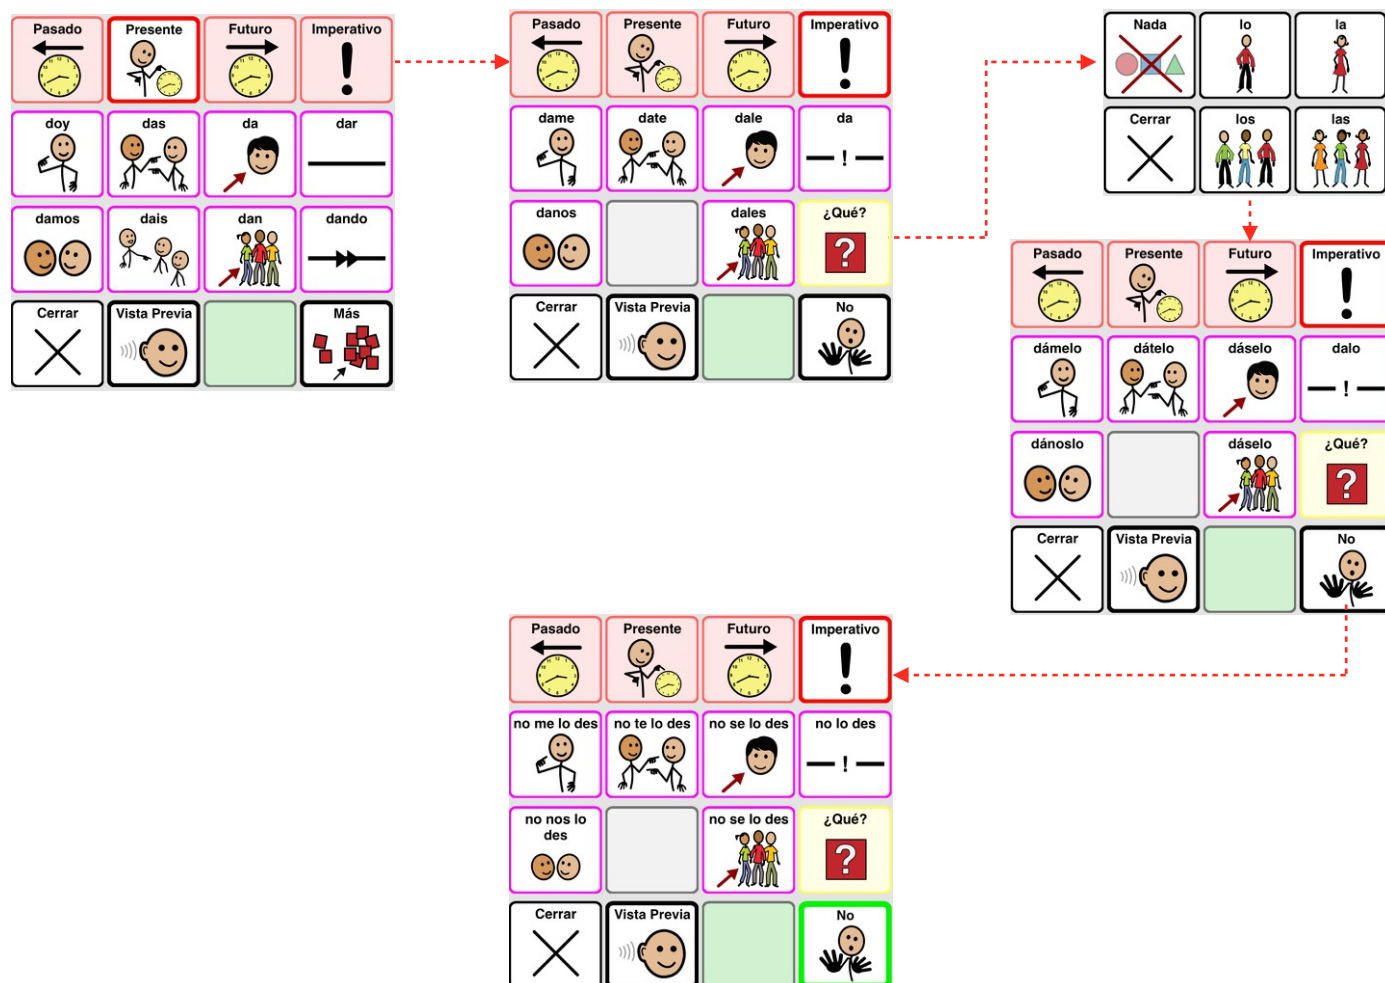 Pasado Presente Futuro Imperativo
doy das da dar
damos dais dan dando
Cerrar Vista Previa Más
Pasado Presente Futuro Imperativo
dame date dale da
!
danos dales ¿Qué?
?
Cerrar Vista Previa No
Nada lo la
Cerrar los las
Pasado Presente Futuro Imperativo
dámelo dátelo dáselo dalo
!
dánoslo dáselo ¿Qué?
?
Cerrar Vista Previa No
Pasado Presente Futuro Imperativo
no me lo des no te lo des no se lo des no lo des
!
no nos lo des no se lo des ¿Qué?
?
Cerrar Vista Previa No